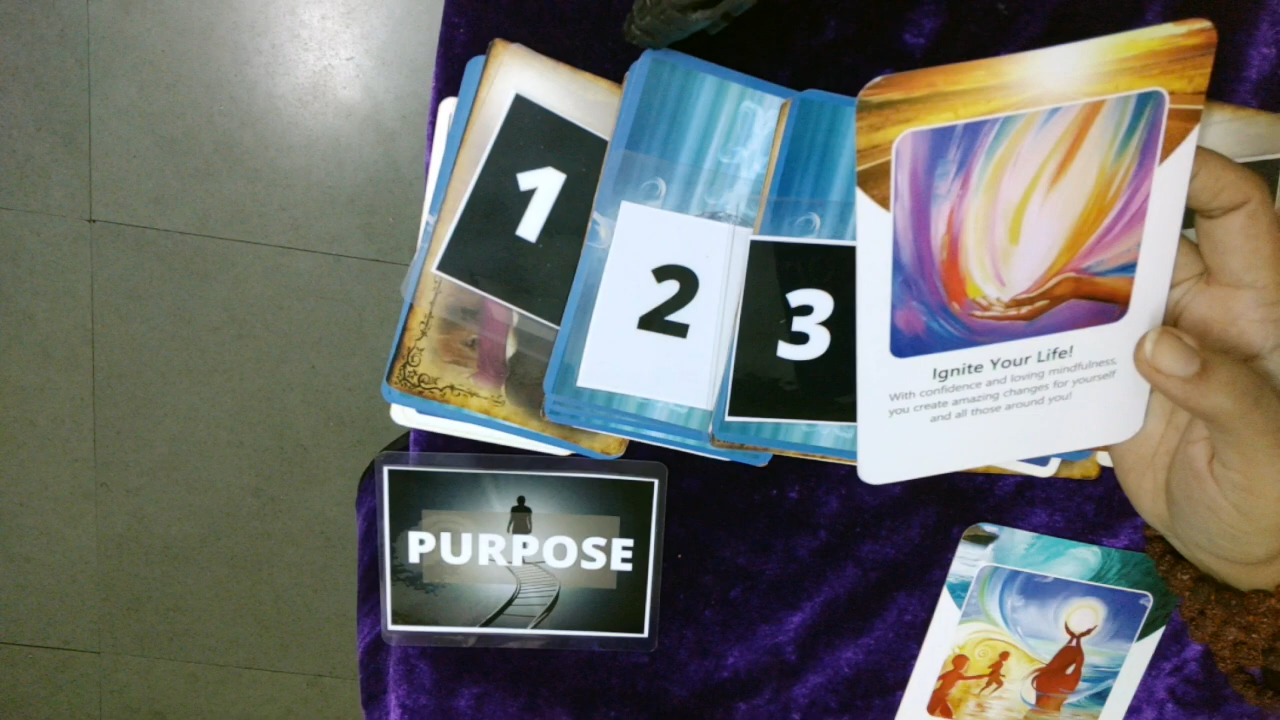 1
2
3
Ignite Your Life!
With confidence and loving mindfulness,
you create amazing changes for yourself
and all those around you!
PURPOSE